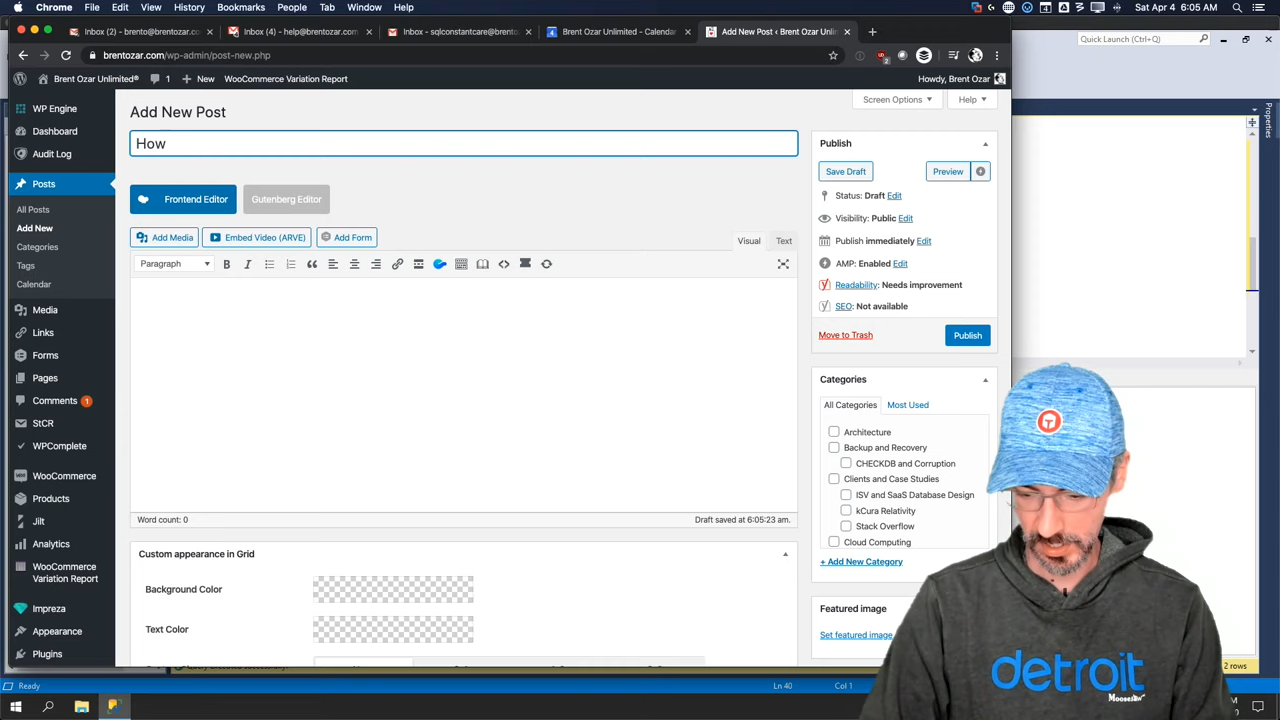 Chrome File Edit View History Bookmarks People Tab Window Help
Sat Apr 4 6:05 AM
Inbox (2) - brento@brentozar.co
Inbox (4) - help@brentozar.com
Inbox - sqlconstantcare@brento
Brent Ozar Unlimited - Calendar
Add New Post ‹ Brent Ozar Unli
Quick Launch (Ctrl+Q)
brentozar.com/wp-admin/post-new.php
2
Brent Ozar Unlimited® 1 New WooCommerce Variation Report
Howdy, Brent Ozar
Properties
Screen Options
Help
WP Engine
Dashboard
Audit Log
Posts
All Posts
Add New
Categories
Tags
Calendar
Media
Links
Forms
Pages
Comments 1
StCR
WPComplete
WooCommerce
Products
Jilt
Analytics
WooCommerce
Variation Report
Impreza
Appearance
Plugins
Add New Post
How
Frontend Editor
Gutenberg Editor
Add Media
Embed Video (ARVE)
Add Form
Visual
Text
Paragraph
Word count: 0
Draft saved at 6:05:23 am.
Custom appearance in Grid
Background Color
Text Color
Publish
Save Draft
Preview
Status: Draft Edit
Visibility: Public Edit
Publish immediately Edit
AMP: Enabled Edit
Readability: Needs improvement
SEO: Not available
Move to Trash
Publish
Categories
All Categories
Most Used
Architecture
Backup and Recovery
CHECKDB and Corruption
Clients and Case Studies
ISV and SaaS Database Design
kCura Relativity
Stack Overflow
Cloud Computing
+ Add New Category
Featured image
Set featured image
detroit
Moosejaw
2 rows
Ready
Ln 40
Col 1